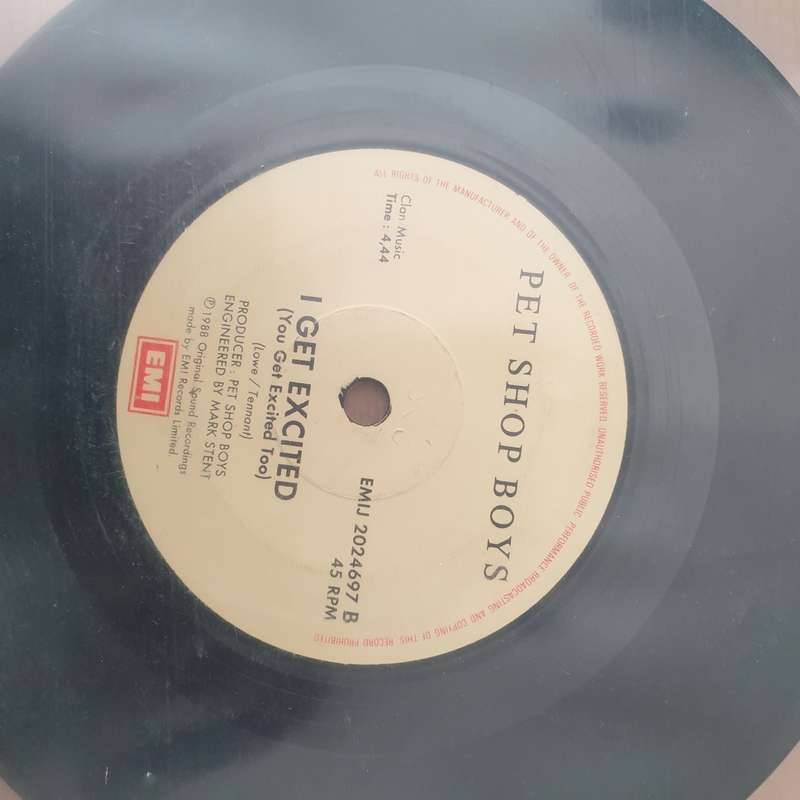 ALL RIGHTS OF THE MANUFACTURER AND OF THE OWNER OF THE RECORDED WORK RESERVED. UNAUTHORISED PUBLIC PERFORMANCE BROADCASTING AND COPYING OF THIS RECORD PROHIBITED
PET SHOP BOYS
Clan Music
Time : 4,44
EMIJ 2024697 B
45 RPM
I GET EXCITED
(You Get Excited Too)
(Lowe / Tennant)
PRODUCER : PET SHOP BOYS
ENGINEERED BY MARK STENT
℗1988 Original Sound Recordings
made by EMI Records Limited
EMI